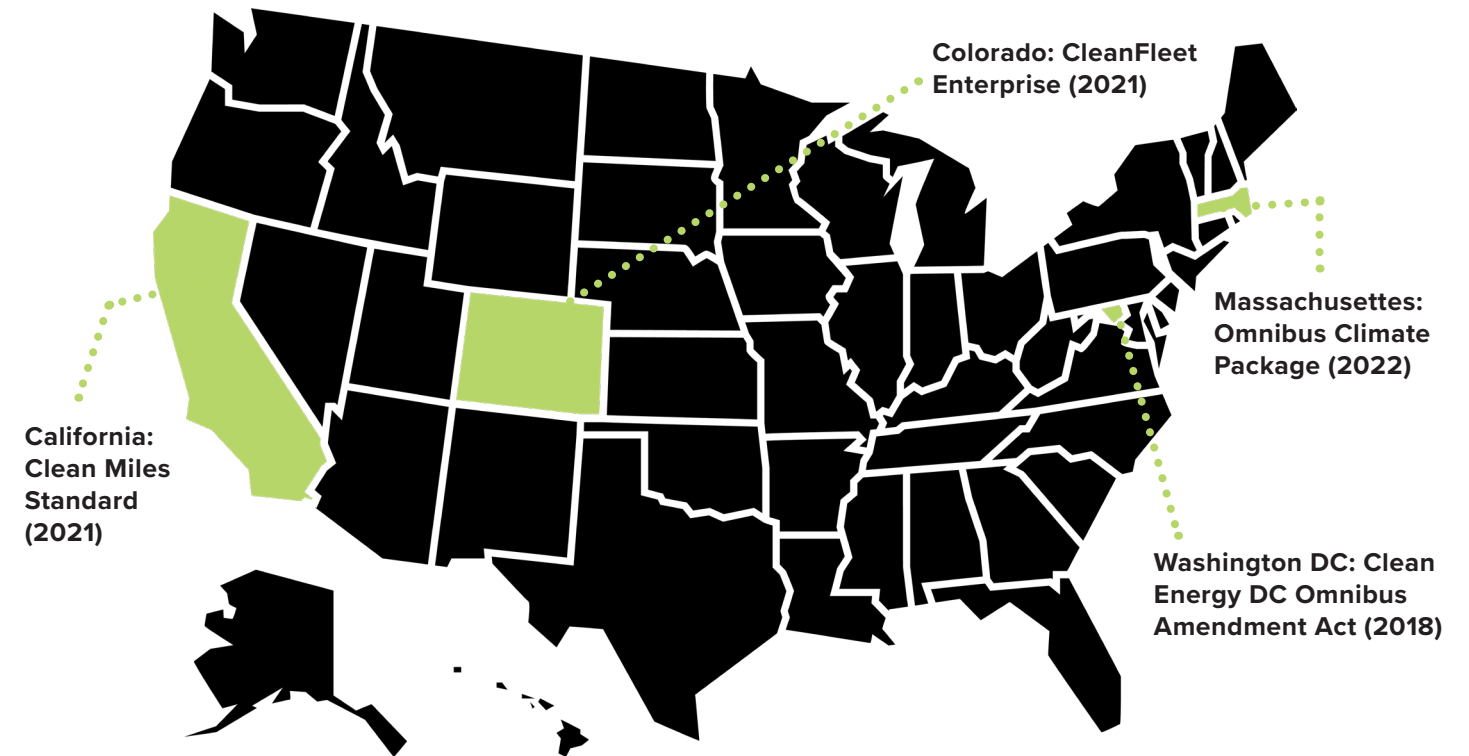 Colorado: CleanFleet
Enterprise (2021)
Massachusettes:
Omnibus Climate
Package (2022)
California:
Clean Miles
Standard
(2021)
Washington DC: Clean
Energy DC Omnibus
Amendment Act (2018)